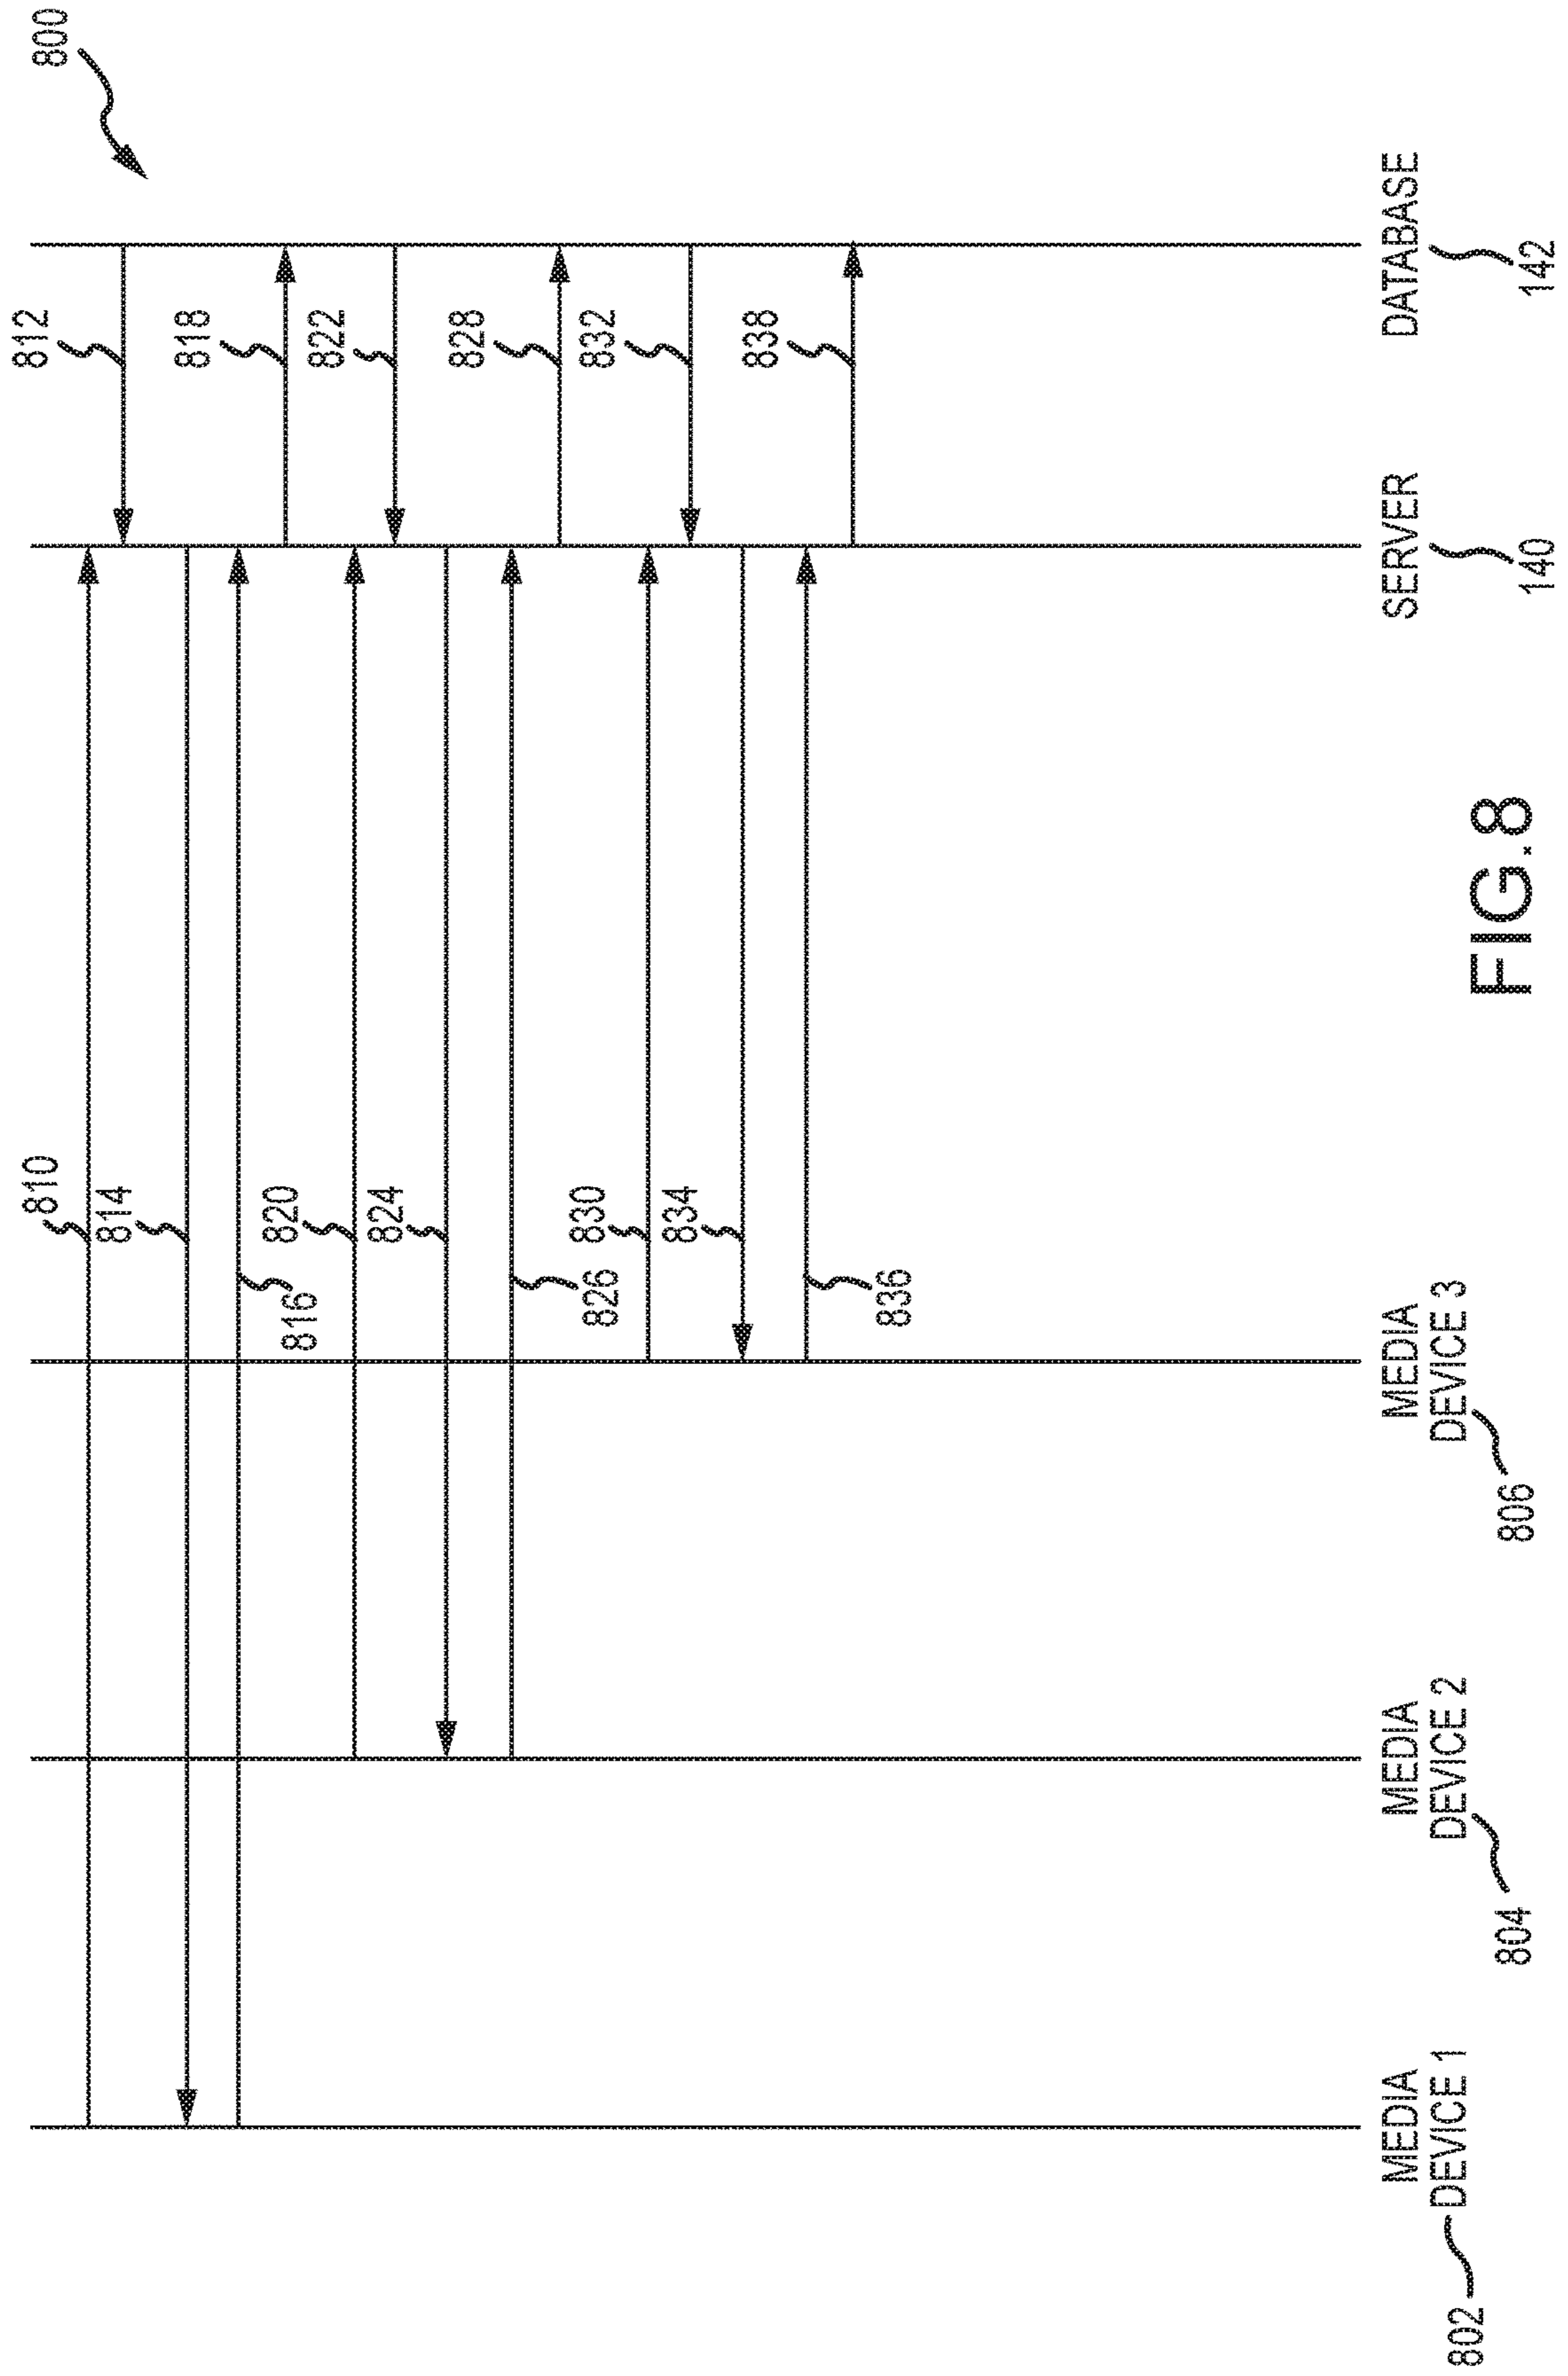 800
812
818
822
828
832
838
810
814
816
820
824
826
830
834
836
MEDIA
DEVICE 1
802
MEDIA
DEVICE 2
804
MEDIA
DEVICE 3
806
SERVER
140
DATABASE
142
FIG.8